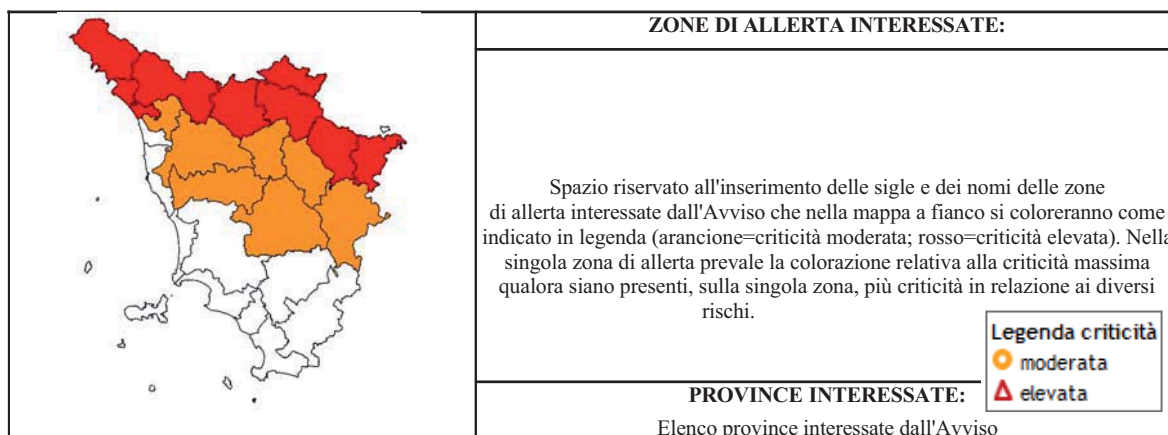 ZONE DI ALLERTA INTERESSATE:
Spazio riservato all'inserimento delle sigle e dei nomi delle zone
di allerta interessate dall'Avviso che nella mappa a fianco si coloreranno come
indicato in legenda (arancione=criticità moderata; rosso=criticità elevata). Nella
singola zona di allerta prevale la colorazione relativa alla criticità massima
qualora siano presenti, sulla singola zona, più criticità in relazione ai diversi
rischi.
Legenda criticità
moderata
elevata
PROVINCE INTERESSATE:
Elenco province interessate dall'Avviso